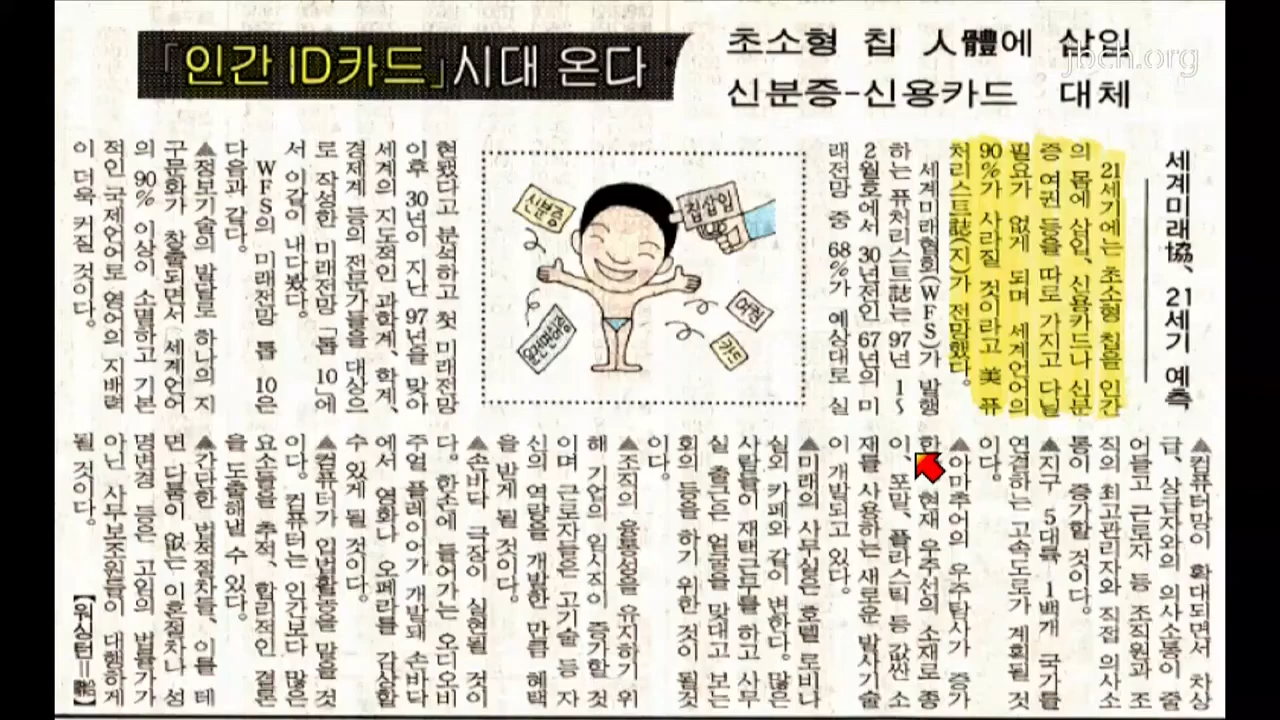 「인간 ID카드」시대 온다
초소형 칩 人體에 삽입
신분증-신용카드 대체
jbch.org
세계미래協、21세기 예측
21세기에는 초소형 칩을 인간
의 몸에 삽입、신용카드나 신분
증 여권 등을 따로 가지고 다닐
필요가 없게 되며 세계언어의
90%가 사라질 것이라고 美 퓨
처리스트誌(지)가 전망했다。
세계미래협회(WFS)가 발행
하는 퓨처리스트誌는 97년 1~
2월호에서 30년전인 67년의 미
래전망 중 68%가 예상대로 실
신분증
칩삽입
여권
카드
운전면허증
현됐다고 분석하고 첫 미래전망
이후 30년이 지난 97년을 맞아
세계의 지도적인 과학계、학계、
경제계 등의 전문가들을 대상으
로 작성한 미래전망「톱 10」에
서 이같이 내다봤다。
WFS의 미래전망 톱 10은
다음과 같다。
▲정보기술의 발달로 하나의 지
구문화가 창출되면서 세계언어
의 90% 이상이 소멸하고 기본
적인 국제언어로 영어의 지배력
이 더욱 커질 것이다。
▲컴퓨터망이 확대되면서 차상
급、상급자와의 의사소통이 줄
어들고 근로자 등 조직원과 조
직의 최고관리자와 직접 의사소
통이 증가할 것이다。
▲지구 5대륙 1백개 국가를
연결하는 고속도로가 계획될 것
이다。
▲아마추어의 우주탐사가 증가
한 현재 우주선의 소재로 종
이、포말、플라스틱 등 값싼 소
재를 사용하는 새로운 발사기술
이 개발되고 있다。
▲미래의 사무실은 호텔 로비나
실외 카페와 같이 변한다。많은
사람들이 재택근무를 하고 사무
실 출근은 얼굴을 맞대고 보는
회의 등을 하기 위한 것이 될것
이다。
▲조직의 융통성을 유지하기 위
해 기업의 임시직이 증가할 것
이며 근로자들은 고기술 등 자
신의 역량을 개발한 만큼 혜택
을 받게 될 것이다。
▲손바닥 극장이 실현될 것이
다。한손에 들어가는 오디오비
주얼 플레이어가 개발돼 손바닥
에서 영화나 오페라를 감상할
수 있게 될 것이다。
▲컴퓨터가 입법활동을 맡을 것
이다。컴퓨터는 인간보다 많은
요소들을 추적、합리적인 결론
을 도출해낼 수 있다。
▲간단한 법적절차들、이를 테
면 다툼이 없는 이혼절차나 성
명변경 등은 고임의 법률가가
아닌 사무보조원들이 대행하게
될 것이다。
【워싱턴=